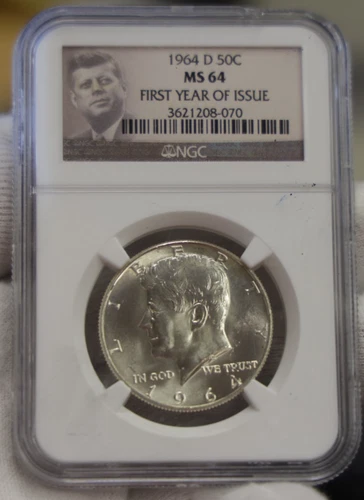 1964 D 50C
MS 64
FIRST YEAR OF ISSUE
3621208-070
NGC
LIBERTY
IN GOD WE TRUST
1964